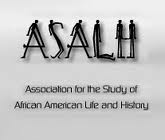 ASALH
Association for the Study of
African American Life and History